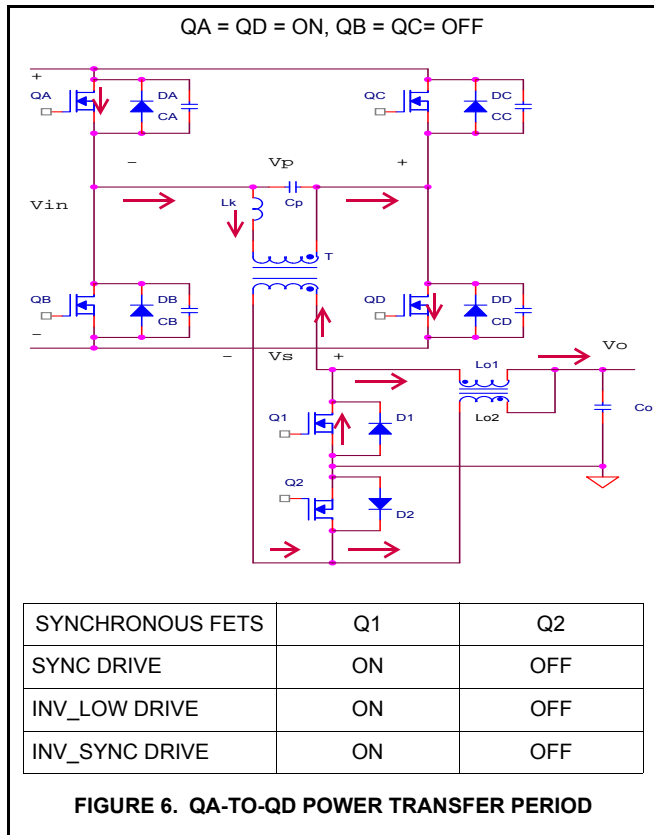 QA = QD = ON, QB = QC= OFF
+
QA
DA
CA
QC
DC
CC
−
Vp
+
Vin
Lk
Cp
T
QB
DB
CB
QD
DD
CD
−
−
Vs
+
Lo1
Vo
Q1
D1
Lo2
Co
Q2
D2
SYNCHRONOUS FETS Q1 Q2
SYNC DRIVE ON OFF
INV_LOW DRIVE ON OFF
INV_SYNC DRIVE ON OFF
FIGURE 6. QA-TO-QD POWER TRANSFER PERIOD